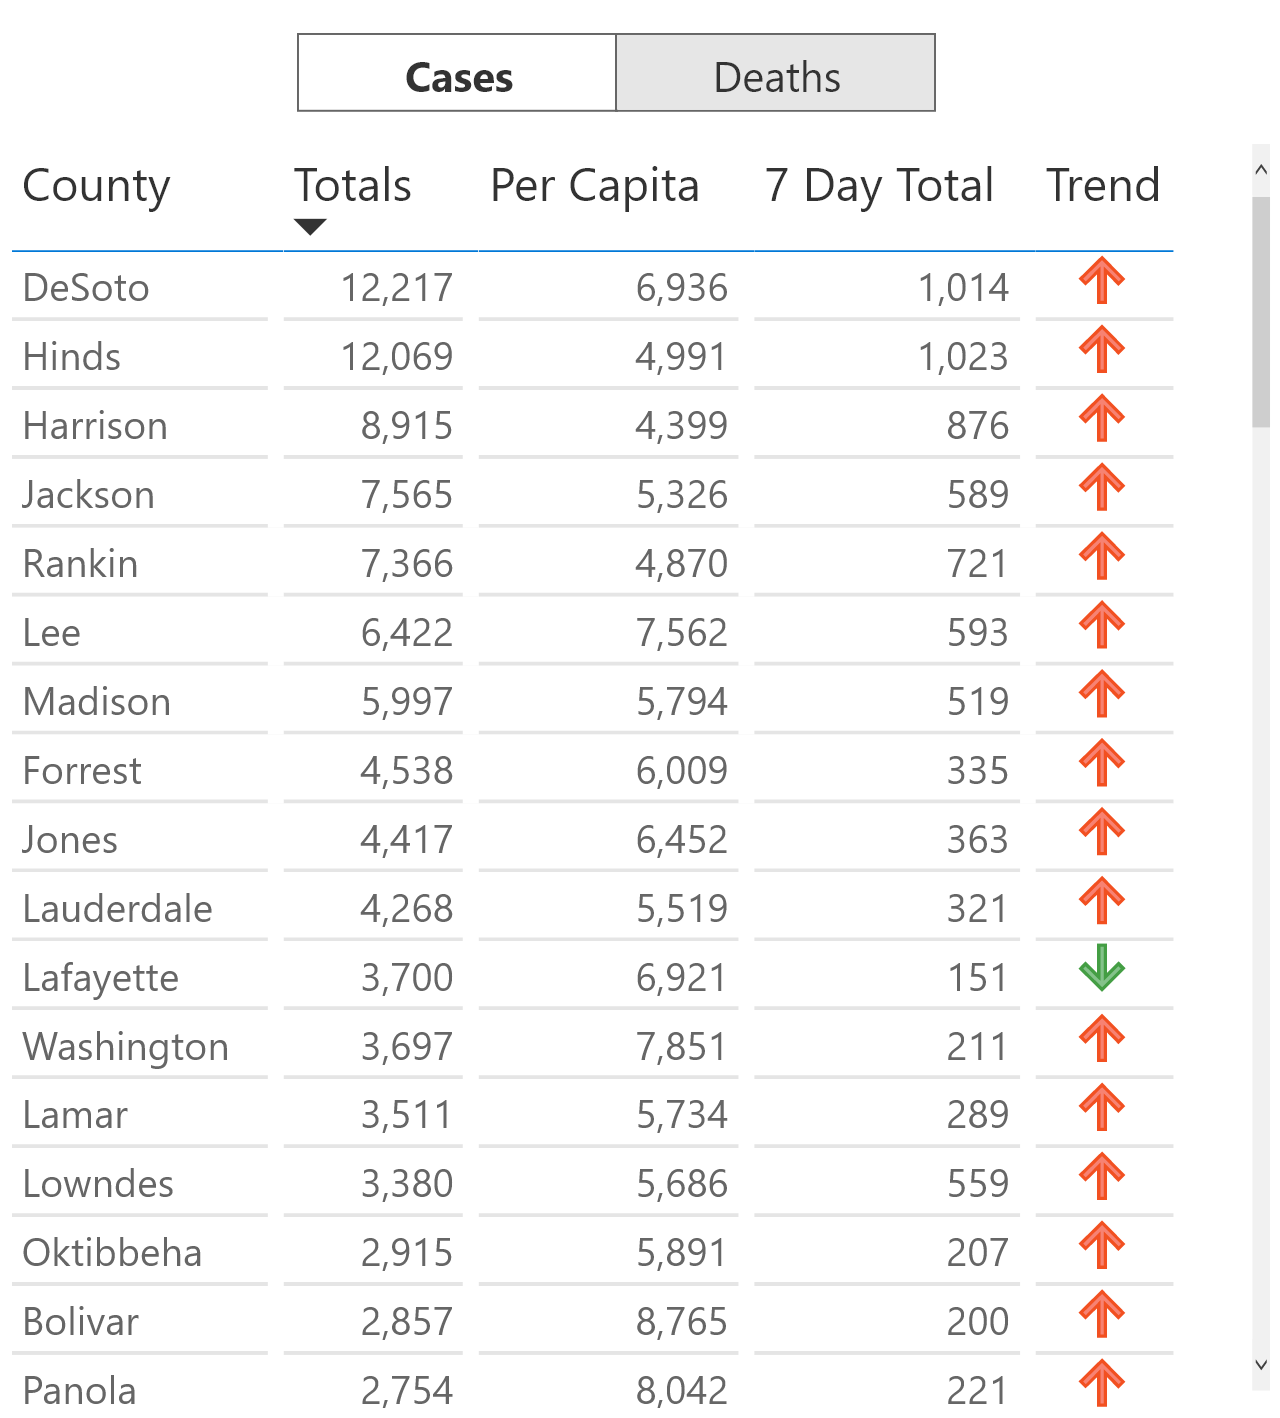 Cases Deaths
County Totals Per Capita 7 Day Total Trend
DeSoto 12,217 6,936 1,014
Hinds 12,069 4,991 1,023
Harrison 8,915 4,399 876
Jackson 7,565 5,326 589
Rankin 7,366 4,870 721
Lee 6,422 7,562 593
Madison 5,997 5,794 519
Forrest 4,538 6,009 335
Jones 4,417 6,452 363
Lauderdale 4,268 5,519 321
Lafayette 3,700 6,921 151
Washington 3,697 7,851 211
Lamar 3,511 5,734 289
Lowndes 3,380 5,686 559
Oktibbeha 2,915 5,891 207
Bolivar 2,857 8,765 200
Panola 2,754 8,042 221